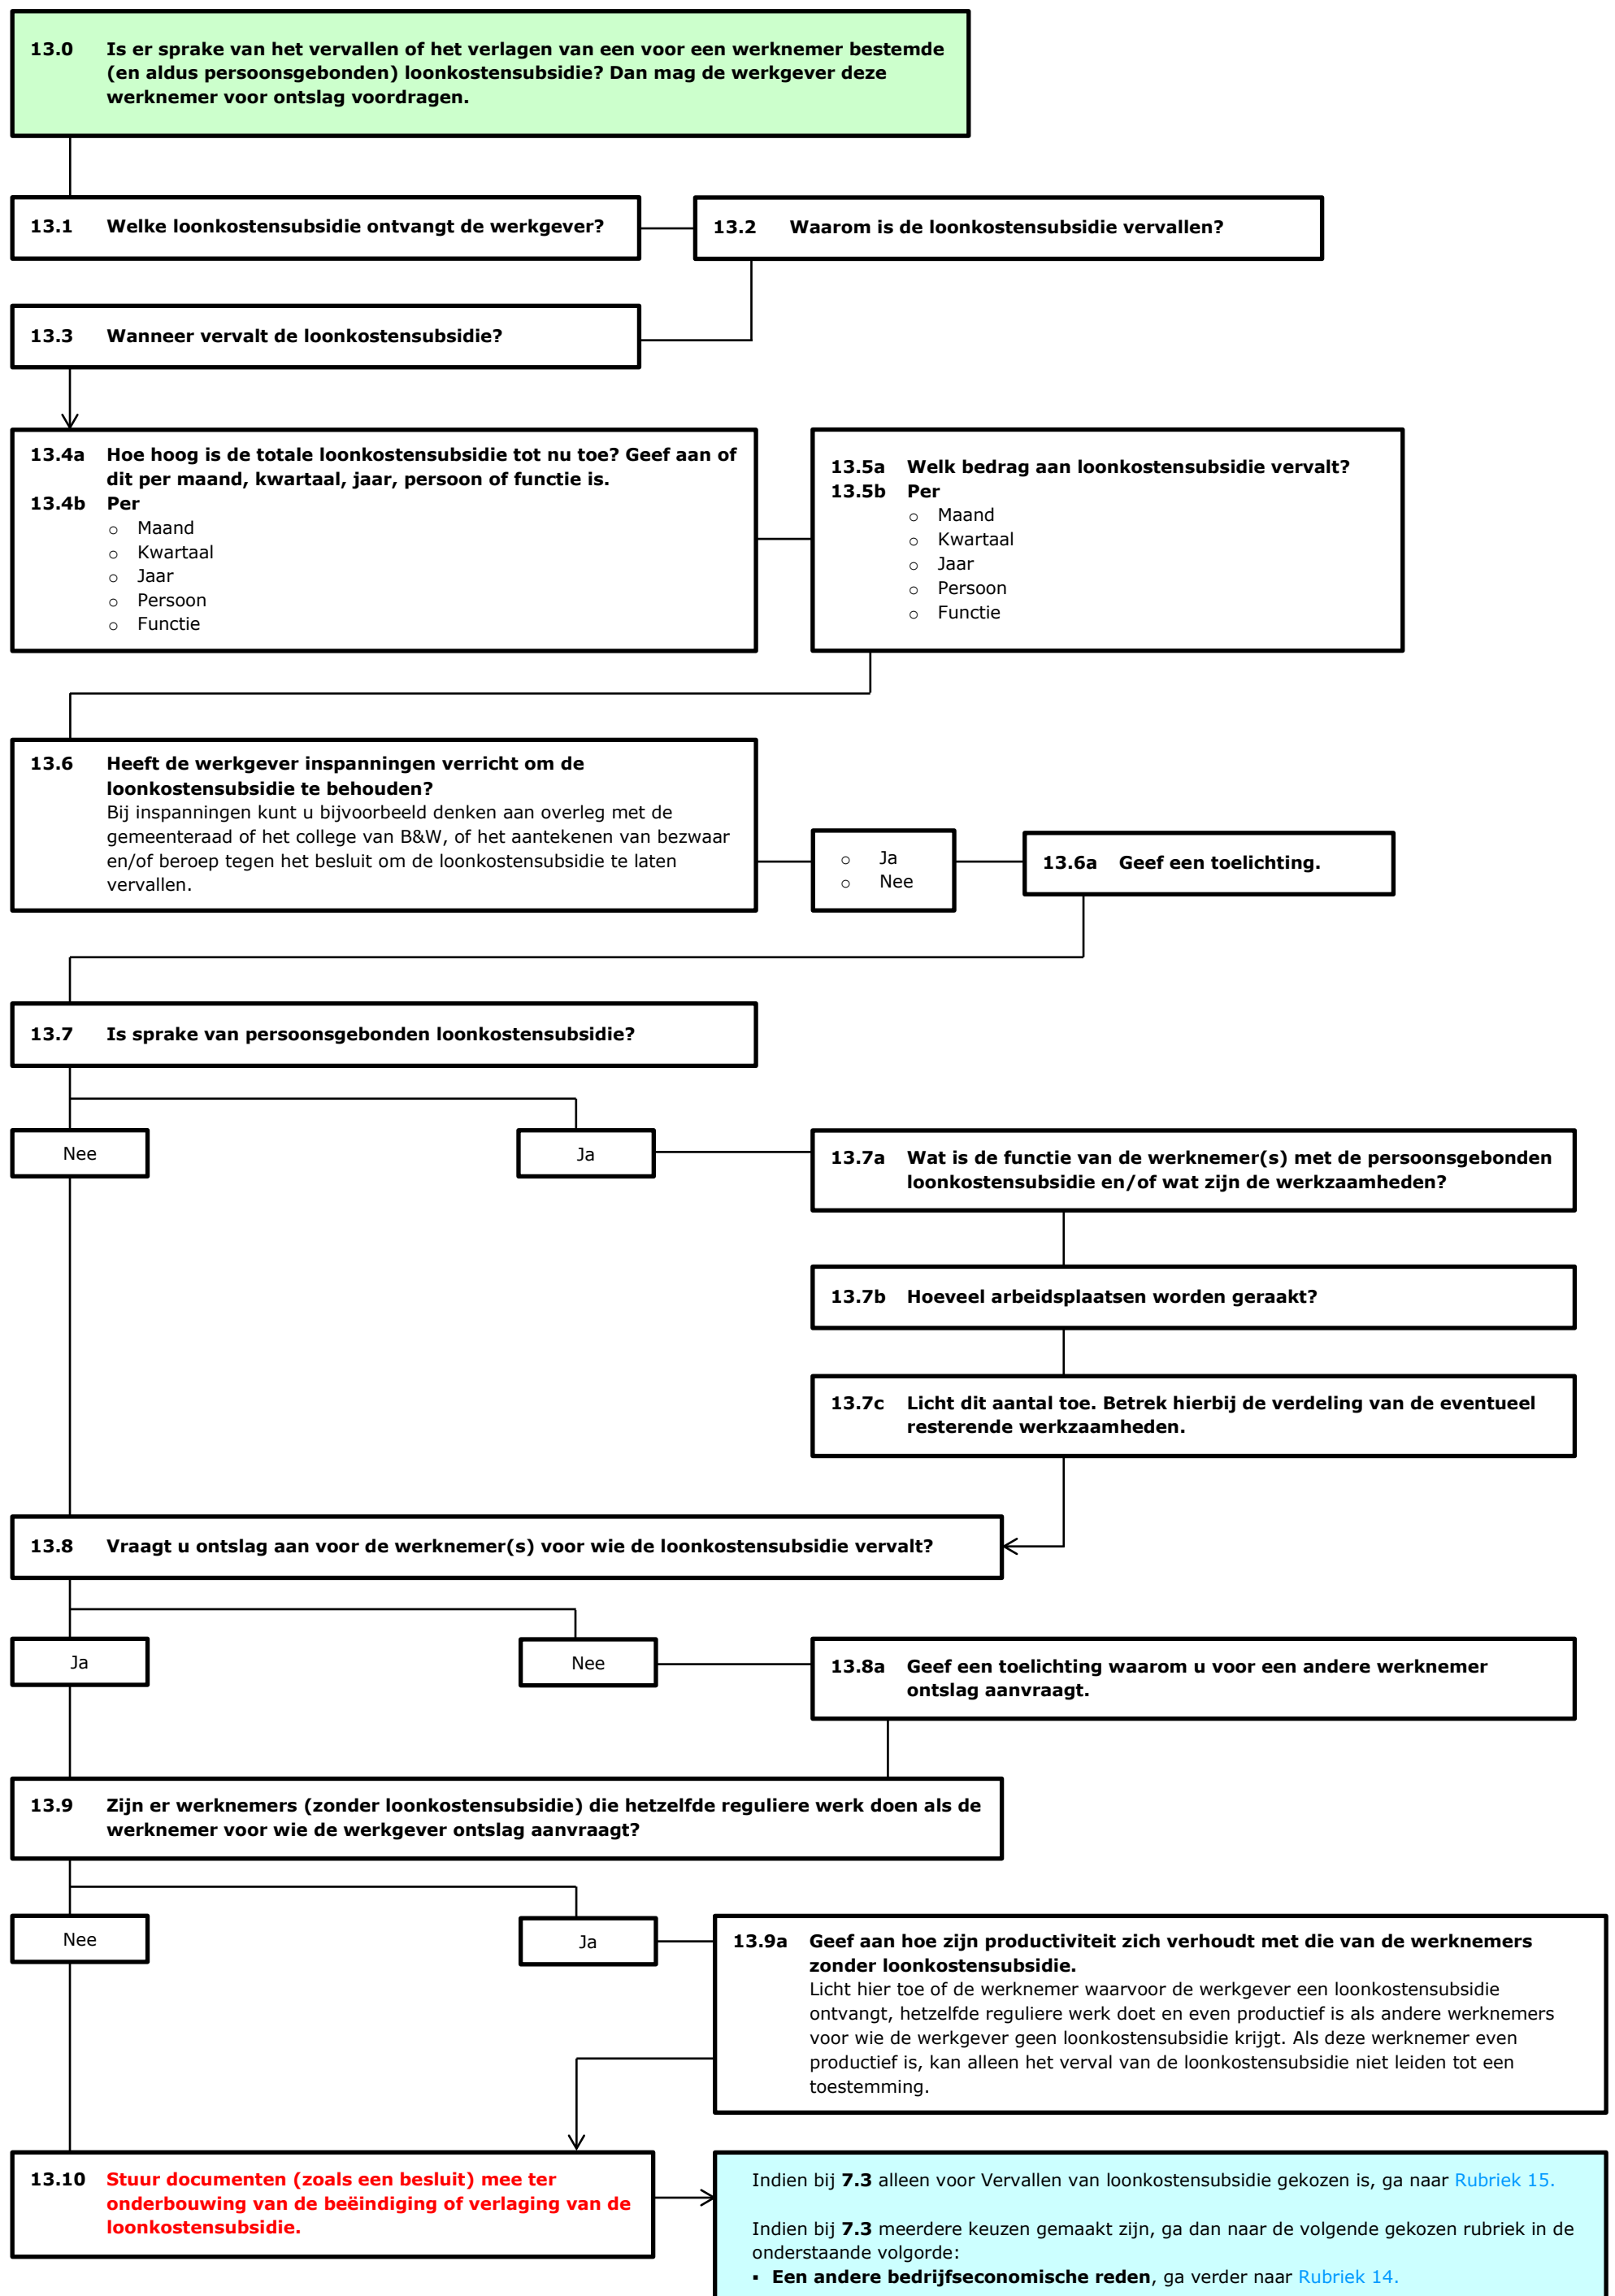 13.0 Is er sprake van het vervallen of het verlagen van een voor een werknemer bestemde
(en aldus persoonsgebonden) loonkostensubsidie? Dan mag de werkgever deze
werknemer voor ontslag voordragen.
13.1 Welke loonkostensubsidie ontvangt de werkgever?
13.2 Waarom is de loonkostensubsidie vervallen?
13.3 Wanneer vervalt de loonkostensubsidie?
13.4a Hoe hoog is de totale loonkostensubsidie tot nu toe? Geef aan of
dit per maand, kwartaal, jaar, persoon of functie is.
13.4b Per
o Maand
o Kwartaal
o Jaar
o Persoon
o Functie
13.5a Welk bedrag aan loonkostensubsidie vervalt?
13.5b Per
o Maand
o Kwartaal
o Jaar
o Persoon
o Functie
13.6 Heeft de werkgever inspanningen verricht om de
loonkostensubsidie te behouden?
Bij inspanningen kunt u bijvoorbeeld denken aan overleg met de
gemeenteraad of het college van B&W, of het aantekenen van bezwaar
en/of beroep tegen het besluit om de loonkostensubsidie te laten
vervallen.
o Ja
o Nee
13.6a Geef een toelichting.
13.7 Is sprake van persoonsgebonden loonkostensubsidie?
Nee
Ja
13.7a Wat is de functie van de werknemer(s) met de persoonsgebonden
loonkostensubsidie en/of wat zijn de werkzaamheden?
13.7b Hoeveel arbeidsplaatsen worden geraakt?
13.7c Licht dit aantal toe. Betrek hierbij de verdeling van de eventueel
resterende werkzaamheden.
13.8 Vraagt u ontslag aan voor de werknemer(s) voor wie de loonkostensubsidie vervalt?
Ja
Nee
13.8a Geef een toelichting waarom u voor een andere werknemer
ontslag aanvraagt.
13.9 Zijn er werknemers (zonder loonkostensubsidie) die hetzelfde reguliere werk doen als de
werknemer voor wie de werkgever ontslag aanvraagt?
Nee
Ja
13.9a Geef aan hoe zijn productiviteit zich verhoudt met die van de werknemers
zonder loonkostensubsidie.
Licht hier toe of de werknemer waarvoor de werkgever een loonkostensubsidie
ontvangt, hetzelfde reguliere werk doet en even productief is als andere werknemers
voor wie de werkgever geen loonkostensubsidie krijgt. Als deze werknemer even
productief is, kan alleen het verval van de loonkostensubsidie niet leiden tot een
toestemming.
13.10 Stuur documenten (zoals een besluit) mee ter
onderbouwing van de beëindiging of verlaging van de
loonkostensubsidie.
Indien bij 7.3 alleen voor Vervallen van loonkostensubsidie gekozen is, ga naar Rubriek 15.
Indien bij 7.3 meerdere keuzen gemaakt zijn, ga dan naar de volgende gekozen rubriek in de
onderstaande volgorde:
▪ Een andere bedrijfseconomische reden, ga verder naar Rubriek 14.